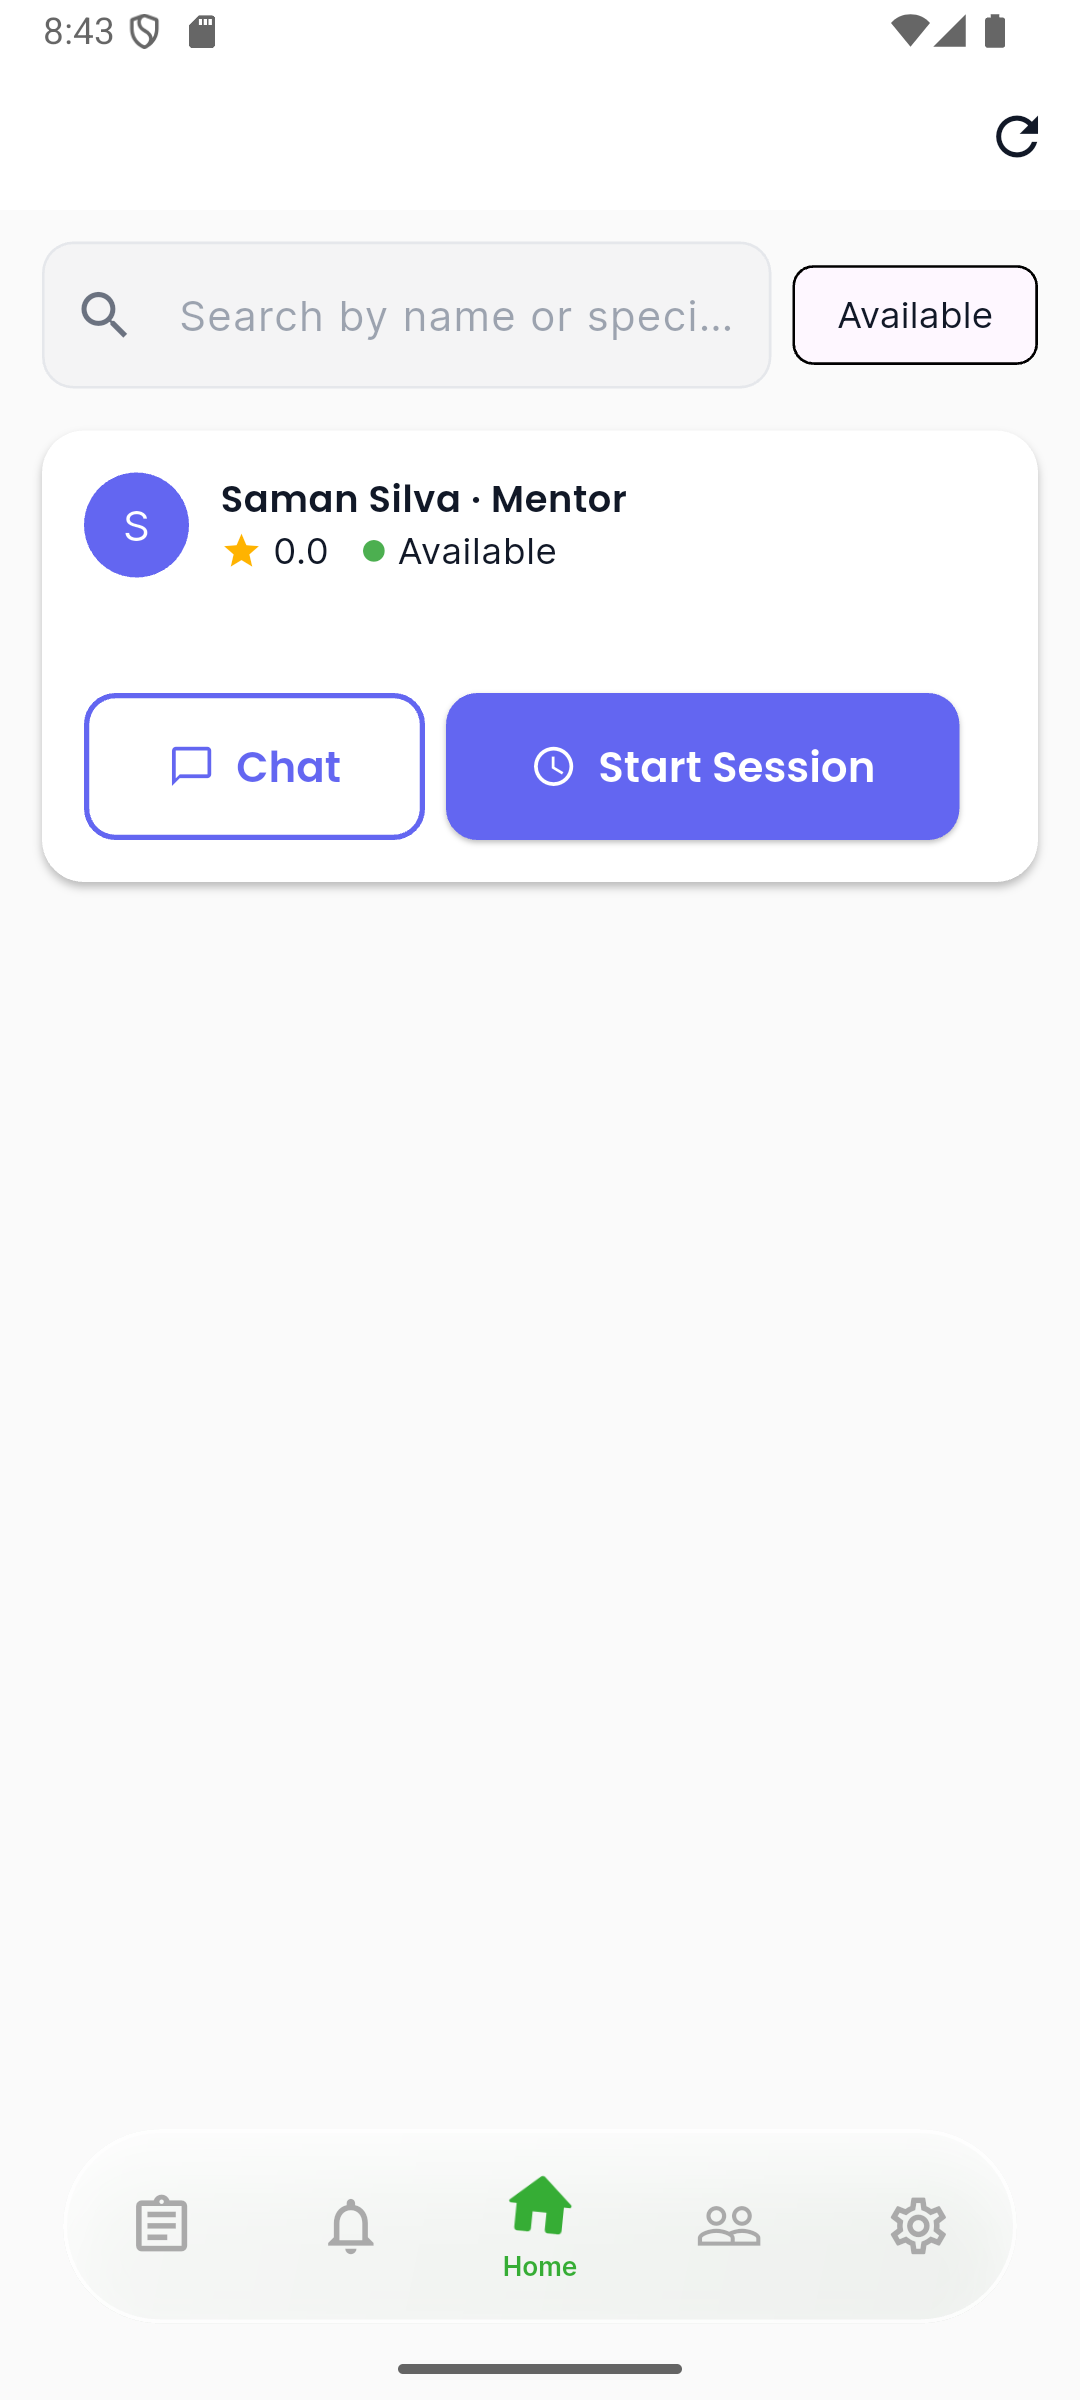 8:43
Search by name or speci...
Available
Saman Silva · Mentor
S
0.0 Available
Chat
Start Session
Home